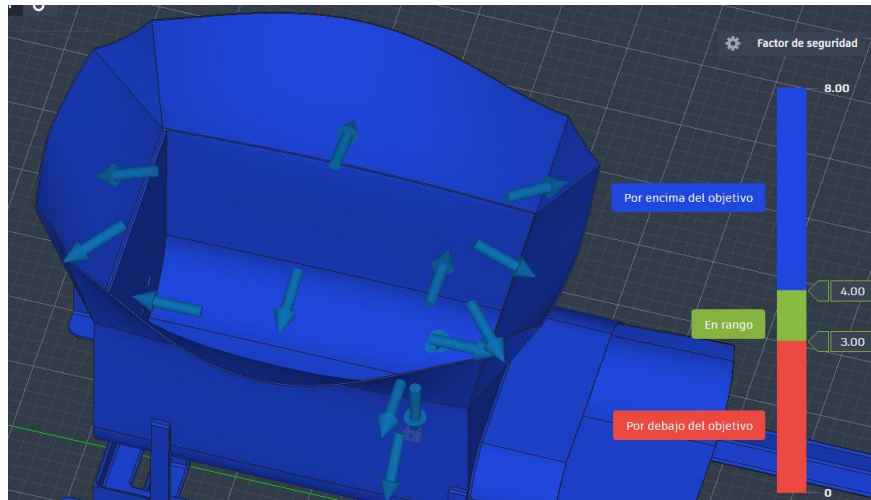 Factor de seguridad
8.00
Por encima del objetivo
4.00
En rango
3.00
Por debajo del objetivo
0